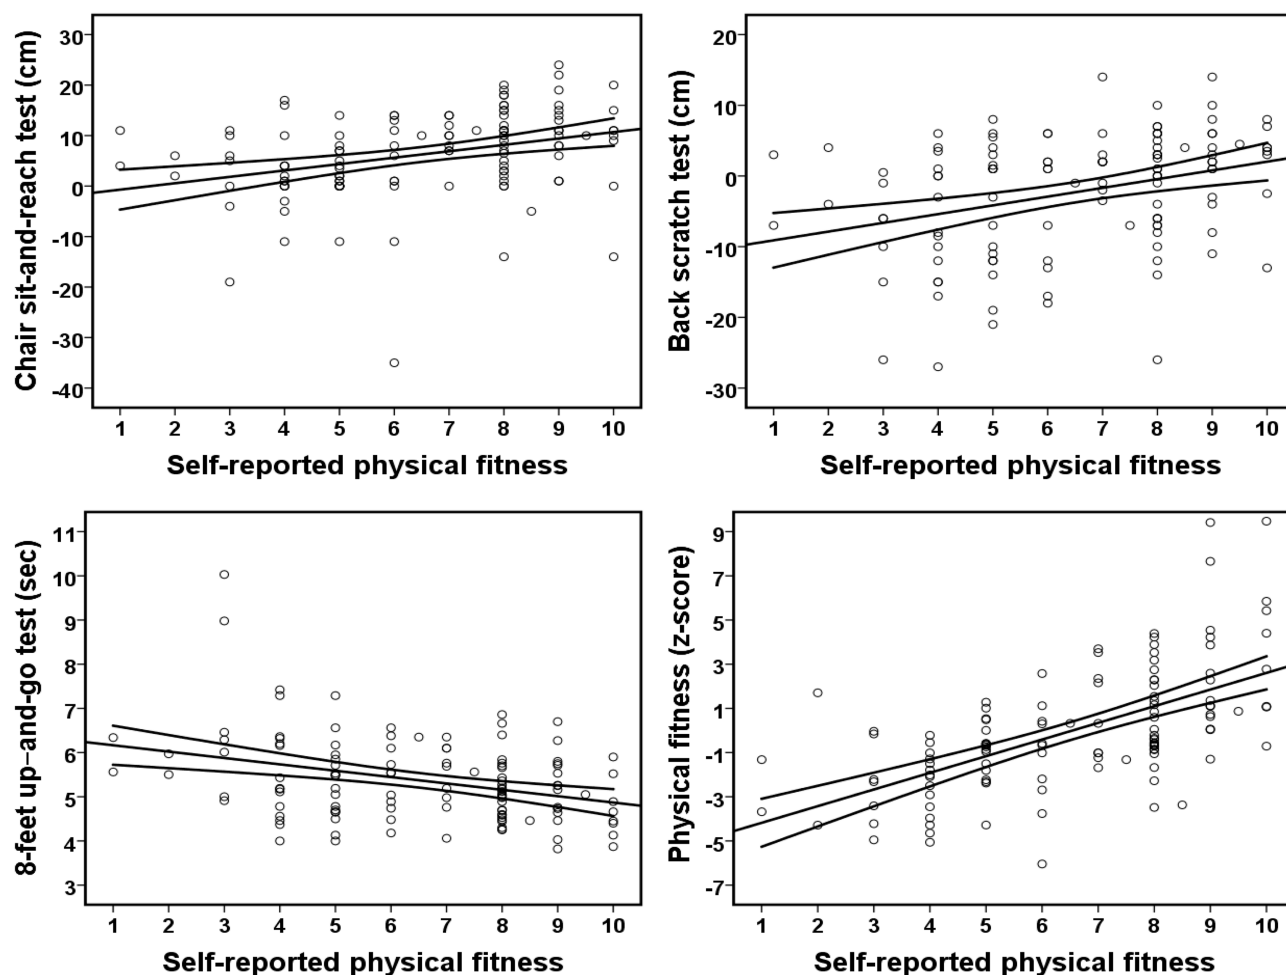 Chair sit-and-reach test (cm)
30
20
10
0
-10
-20
-30
-40
1 2 3 4 5 6 7 8 9 10
Self-reported physical fitness
Back scratch test (cm)
20
10
0
-10
-20
-30
1 2 3 4 5 6 7 8 9 10
Self-reported physical fitness
8-feet up–and-go test (sec)
11
10
9
8
7
6
5
4
3
1 2 3 4 5 6 7 8 9 10
Self-reported physical fitness
Physical fitness (z-score)
9
7
5
3
1
-1
-3
-5
-7
1 2 3 4 5 6 7 8 9 10
Self-reported physical fitness